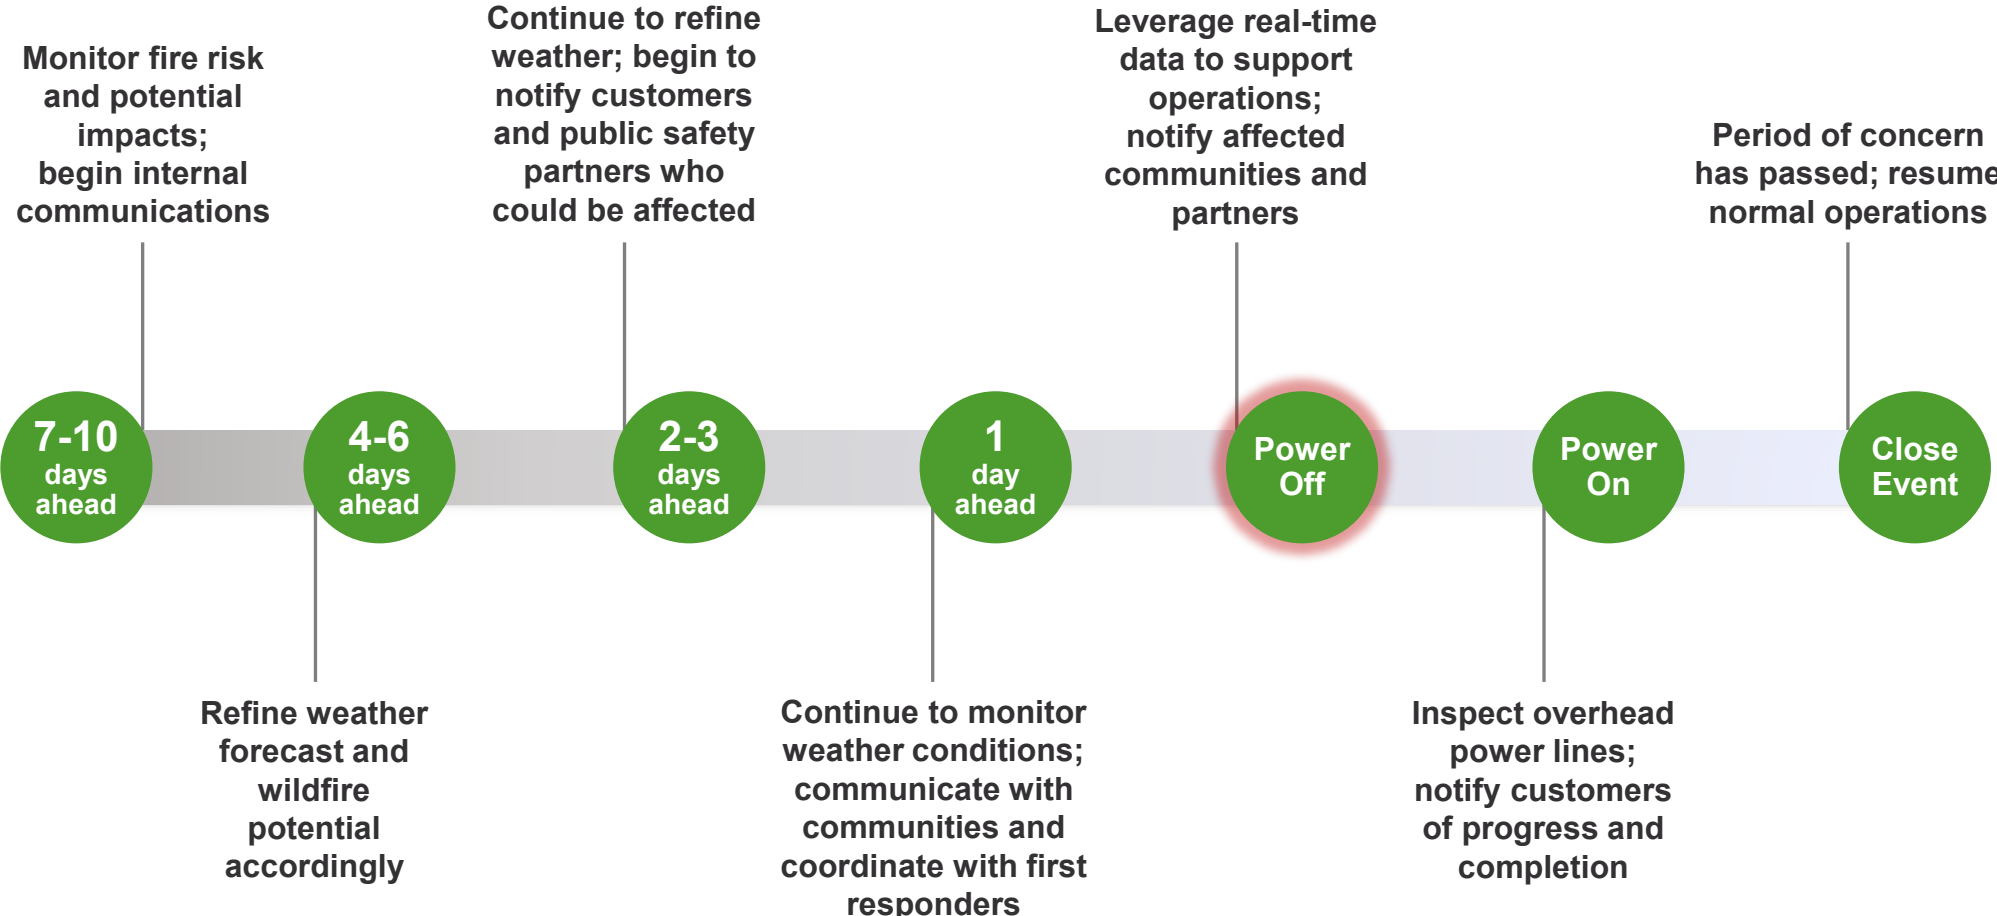 Monitor fire risk
and potential
impacts;
begin internal
communications
Continue to refine
weather; begin to
notify customers
and public safety
partners who
could be affected
Leverage real-time
data to support
operations;
notify affected
communities and
partners
Period of concern
has passed; resume
normal operations
7-10
days
ahead
4-6
days
ahead
2-3
days
ahead
1
day
ahead
Power
Off
Power
On
Close
Event
Refine weather
forecast and
wildfire
potential
accordingly
Continue to monitor
weather conditions;
communicate with
communities and
coordinate with first
responders
Inspect overhead
power lines;
notify customers
of progress and
completion